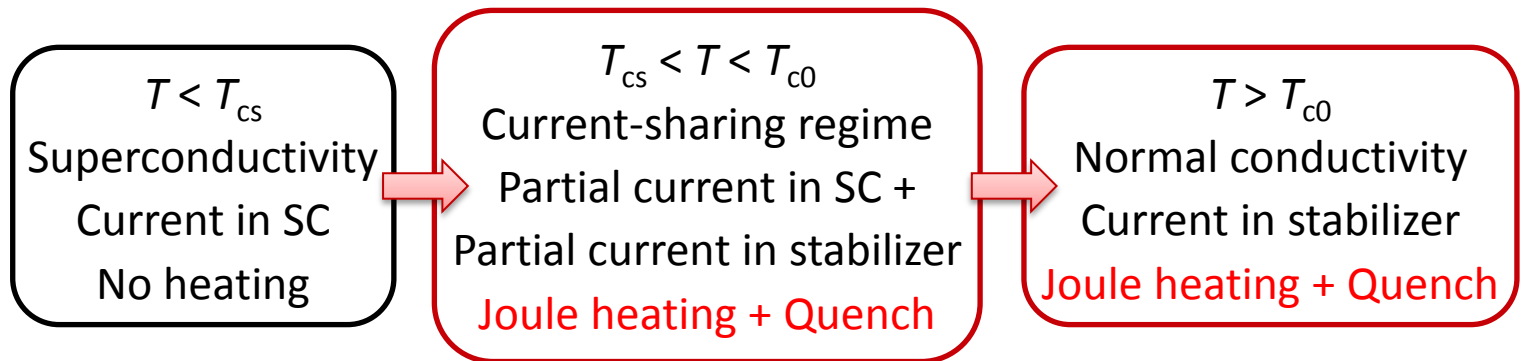 T < Tcs
Superconductivity
Current in SC
No heating
Tcs < T < Tc0
Current-sharing regime
Partial current in SC +
Partial current in stabilizer
Joule heating + Quench
T > Tc0
Normal conductivity
Current in stabilizer
Joule heating + Quench